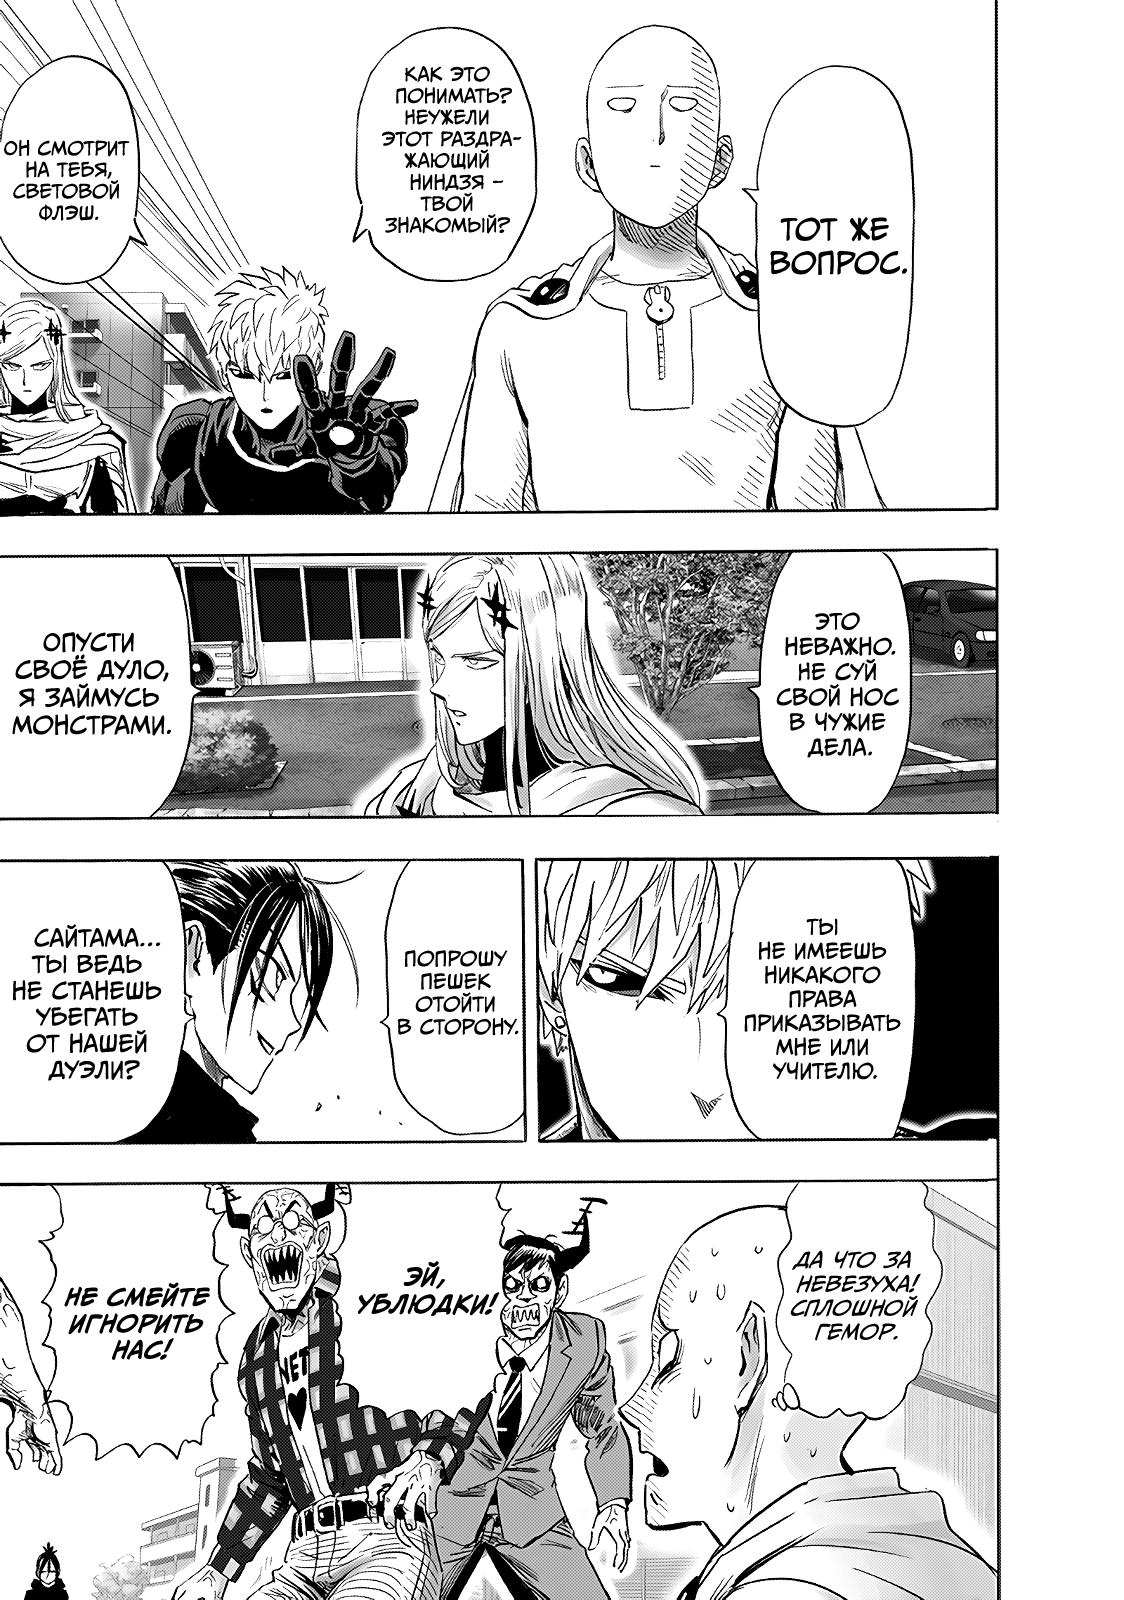 ТОТ ЖЕ
ВОПРОС.
КАК ЭТО
ПОНИМАТЬ?
НЕУЖЕЛИ
ЭТОТ РАЗДРА-
ЖАЮЩИЙ
НИНДЗЯ –
ТВОЙ
ЗНАКОМЫЙ?
ОН СМОТРИТ
НА ТЕБЯ,
СВЕТОВОЙ
ФЛЭШ.
ЭТО
НЕВАЖНО.
НЕ СУЙ
СВОЙ НОС
В ЧУЖИЕ
ДЕЛА.
ОПУСТИ
СВОЁ ДУЛО,
Я ЗАЙМУСЬ
МОНСТРАМИ.
ТЫ
НЕ ИМЕЕШЬ
НИКАКОГО
ПРАВА
ПРИКАЗЫВАТЬ
МНЕ ИЛИ
УЧИТЕЛЮ.
ПОПРОШУ
ПЕШЕК
ОТОЙТИ
В СТОРОНУ.
САЙТАМА...
ТЫ ВЕДЬ
НЕ СТАНЕШЬ
УБЕГАТЬ
ОТ НАШЕЙ
ДУЭЛИ?
ДА ЧТО ЗА
НЕВЕЗУХА!
СПЛОШНОЙ
ГЕМОР.
ЭЙ,
УБЛЮДКИ!
НЕ СМЕЙТЕ
ИГНОРИТЬ
НАС!
NET